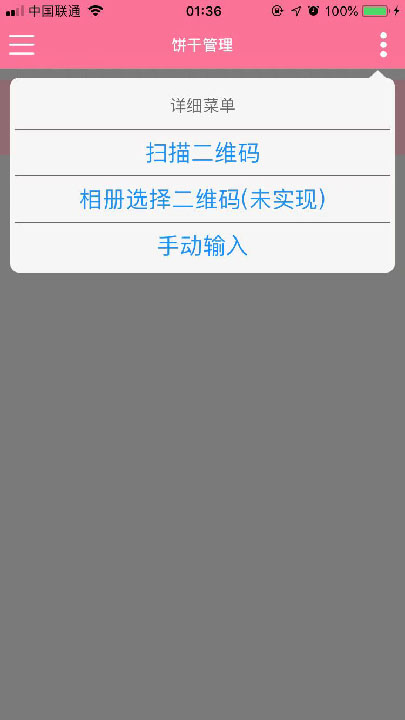 中国联通 01:36 100%
饼干管理
详细菜单
扫描二维码
相册选择二维码(未实现)
手动输入